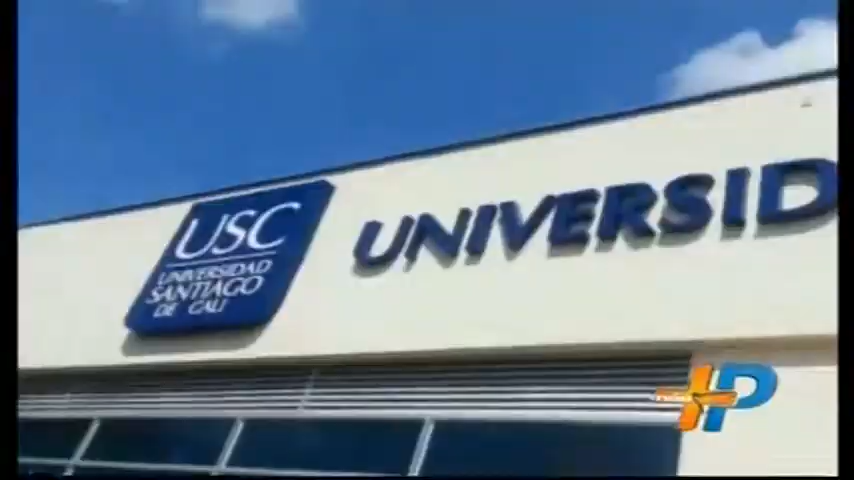 USC
UNIVERSIDAD
SANTIAGO
DE CALI
UNIVERSID
+P